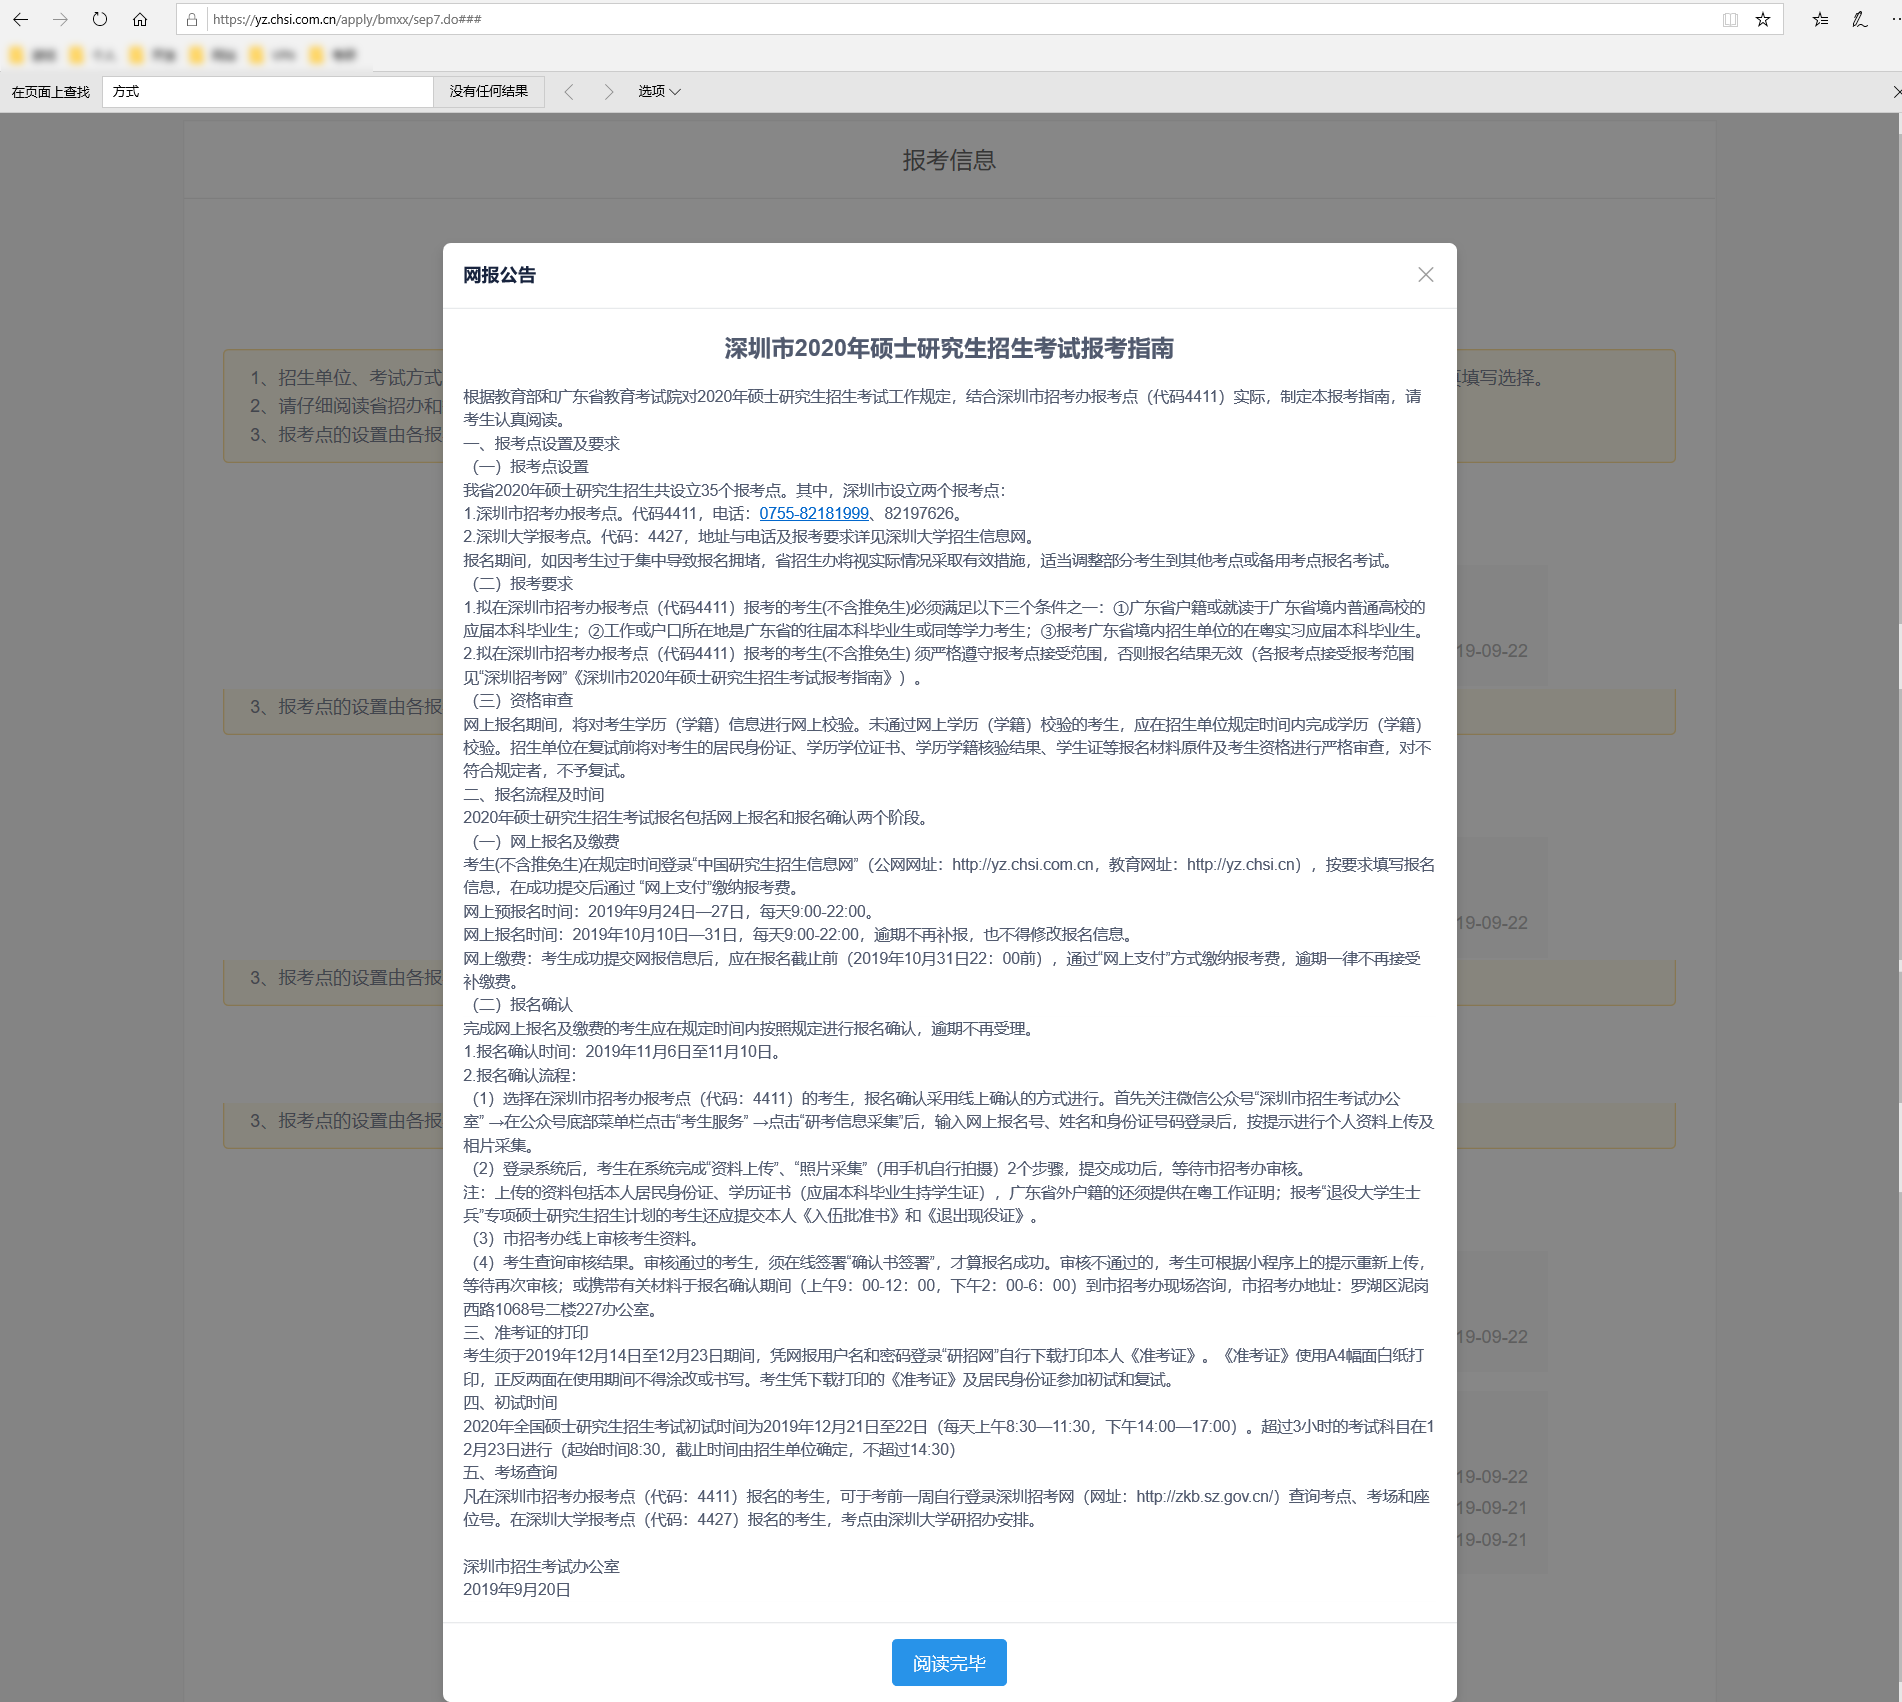 https://yz.chsi.com.cn/apply/bmxx/sep7.do###
在页面上查找
方式
没有任何结果
选项
报考信息
网报公告
1、招生单位、考试方式
填写选择。
2、请仔细阅读省招办和
3、报考点的设置由各报
深圳市2020年硕士研究生招生考试报考指南
根据教育部和广东省教育考试院对2020年硕士研究生招生考试工作规定，结合深圳市招考办报考点（代码4411）实际，制定本报考指南，请
考生认真阅读。
一、报考点设置及要求
（一）报考点设置
我省2020年硕士研究生招生共设立35个报考点。其中，深圳市设立两个报考点：
1.深圳市招考办报考点。代码4411，电话：0755-82181999、82197626。
2.深圳大学报考点。代码：4427，地址与电话及报考要求详见深圳大学招生信息网。
报名期间，如因考生过于集中导致报名拥堵，省招生办将视实际情况采取有效措施，适当调整部分考生到其他考点或备用考点报名考试。
（二）报考要求
1.拟在深圳市招考办报考点（代码4411）报考的考生(不含推免生)必须满足以下三个条件之一：①广东省户籍或就读于广东省境内普通高校的
应届本科毕业生；②工作或户口所在地是广东省的往届本科毕业生或同等学力考生；③报考广东省境内招生单位的在粤实习应届本科毕业生。
2.拟在深圳市招考办报考点（代码4411）报考的考生(不含推免生) 须严格遵守报考点接受范围，否则报名结果无效（各报考点接受报考范围
见“深圳招考网”《深圳市2020年硕士研究生招生考试报考指南》）。
19-09-22
（三）资格审查
3、报考点的设置由各报
网上报名期间，将对考生学历（学籍）信息进行网上校验。未通过网上学历（学籍）校验的考生，应在招生单位规定时间内完成学历（学籍）
校验。招生单位在复试前将对考生的居民身份证、学历学位证书、学历学籍核验结果、学生证等报名材料原件及考生资格进行严格审查，对不
符合规定者，不予复试。
二、报名流程及时间
2020年硕士研究生招生考试报名包括网上报名和报名确认两个阶段。
（一）网上报名及缴费
考生(不含推免生)在规定时间登录“中国研究生招生信息网”（公网网址：http://yz.chsi.com.cn，教育网址：http://yz.chsi.cn），按要求填写报名
信息，在成功提交后通过 “网上支付”缴纳报考费。
网上预报名时间：2019年9月24日—27日，每天9:00-22:00。
19-09-22
网上报名时间：2019年10月10日—31日，每天9:00-22:00，逾期不再补报，也不得修改报名信息。
网上缴费：考生成功提交网报信息后，应在报名截止前（2019年10月31日22：00前），通过“网上支付”方式缴纳报考费，逾期一律不再接受
补缴费。
3、报考点的设置由各报
（二）报名确认
完成网上报名及缴费的考生应在规定时间内按照规定进行报名确认，逾期不再受理。
1.报名确认时间：2019年11月6日至11月10日。
2.报名确认流程：
（1）选择在深圳市招考办报考点（代码：4411）的考生，报名确认采用线上确认的方式进行。首先关注微信公众号“深圳市招生考试办公
室” →在公众号底部菜单栏点击“考生服务” →点击“研考信息采集”后，输入网上报名号、姓名和身份证号码登录后，按提示进行个人资料上传及
3、报考点的设置由各报
相片采集。
（2）登录系统后，考生在系统完成“资料上传”、“照片采集”（用手机自行拍摄）2个步骤，提交成功后，等待市招考办审核。
注：上传的资料包括本人居民身份证、学历证书（应届本科毕业生持学生证），广东省外户籍的还须提供在粤工作证明；报考“退役大学生士
兵”专项硕士研究生招生计划的考生还应提交本人《入伍批准书》和《退出现役证》。
（3）市招考办线上审核考生资料。
（4）考生查询审核结果。审核通过的考生，须在线签署“确认书签署”，才算报名成功。审核不通过的，考生可根据小程序上的提示重新上传，
等待再次审核；或携带有关材料于报名确认期间（上午9：00-12：00，下午2：00-6：00）到市招考办现场咨询，市招考办地址：罗湖区泥岗
西路1068号二楼227办公室。
三、准考证的打印
19-09-22
考生须于2019年12月14日至12月23日期间，凭网报用户名和密码登录“研招网”自行下载打印本人《准考证》。《准考证》使用A4幅面白纸打
印，正反两面在使用期间不得涂改或书写。考生凭下载打印的《准考证》及居民身份证参加初试和复试。
四、初试时间
2020年全国硕士研究生招生考试初试时间为2019年12月21日至22日（每天上午8:30—11:30，下午14:00—17:00）。超过3小时的考试科目在1
2月23日进行（起始时间8:30，截止时间由招生单位确定，不超过14:30）
五、考场查询
19-09-22
凡在深圳市招考办报考点（代码：4411）报名的考生，可于考前一周自行登录深圳招考网（网址：http://zkb.sz.gov.cn/）查询考点、考场和座
19-09-21
位号。在深圳大学报考点（代码：4427）报名的考生，考点由深圳大学研招办安排。
19-09-21
深圳市招生考试办公室
2019年9月20日
阅读完毕